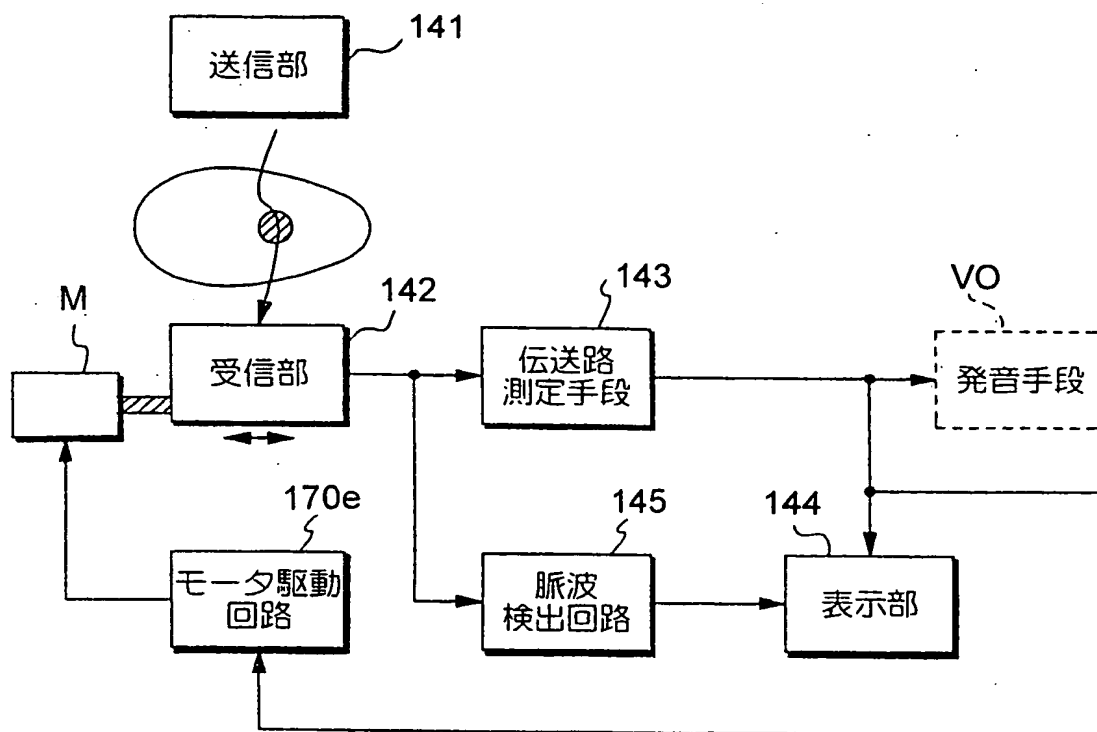 141
送信部
142
143
VO
M
受信部
伝送路
測定手段
発音手段
170e
145
144
モータ駆動
回路
脈波
検出回路
表示部